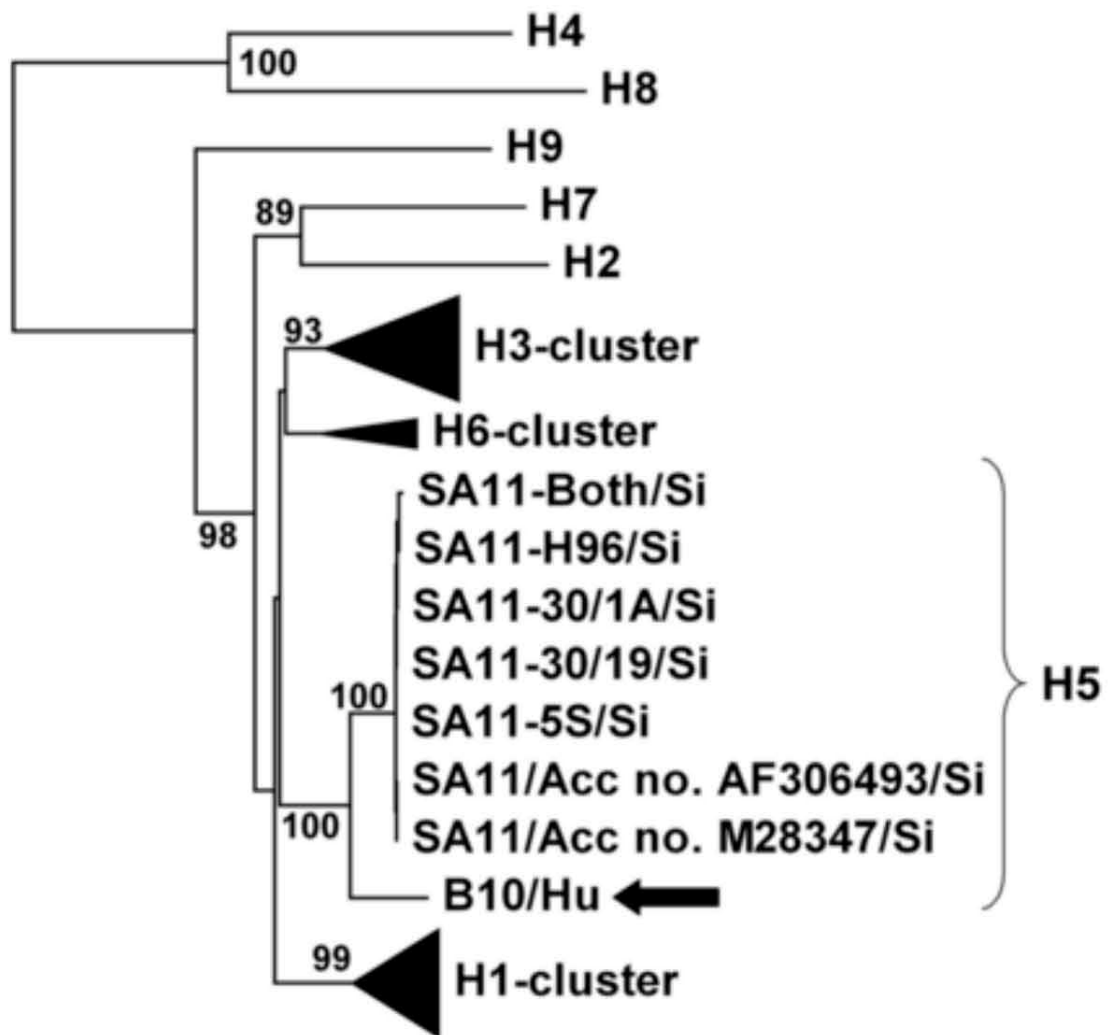 H4
100
H8
H9
H7
89
H2
93
H3-cluster
H6-cluster
SA11-Both/Si
SA11-H96/Si
98
SA11-30/1A/Si
SA11-30/19/Si
H5
100
SA11-5S/Si
SA11/Acc no. AF306493/Si
100
SA11/Acc no. M28347/Si
B10/Hu
99
H1-cluster